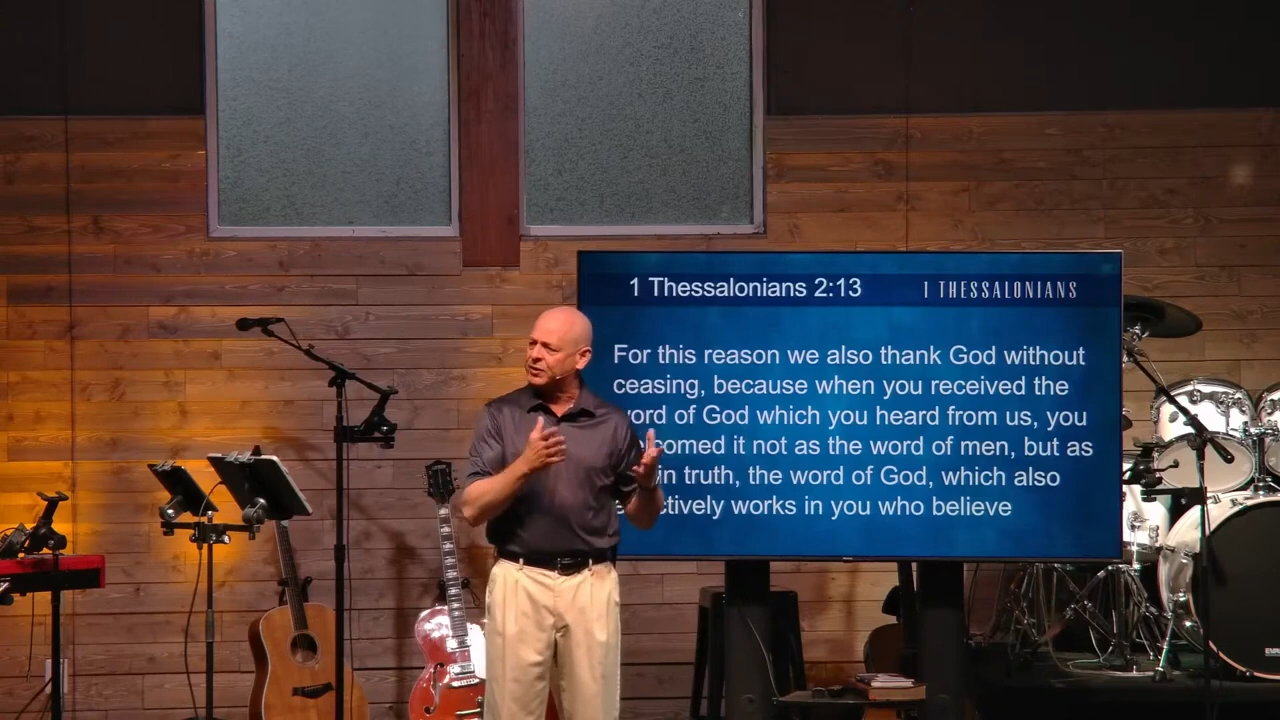 1 Thessalonians 2:13
1 THESSALONIANS
For this reason we also thank God without
ceasing, because when you received the
of God which you heard from us, you
it not as the word of men, but as
in truth, the word of God, which also
works in you who believe